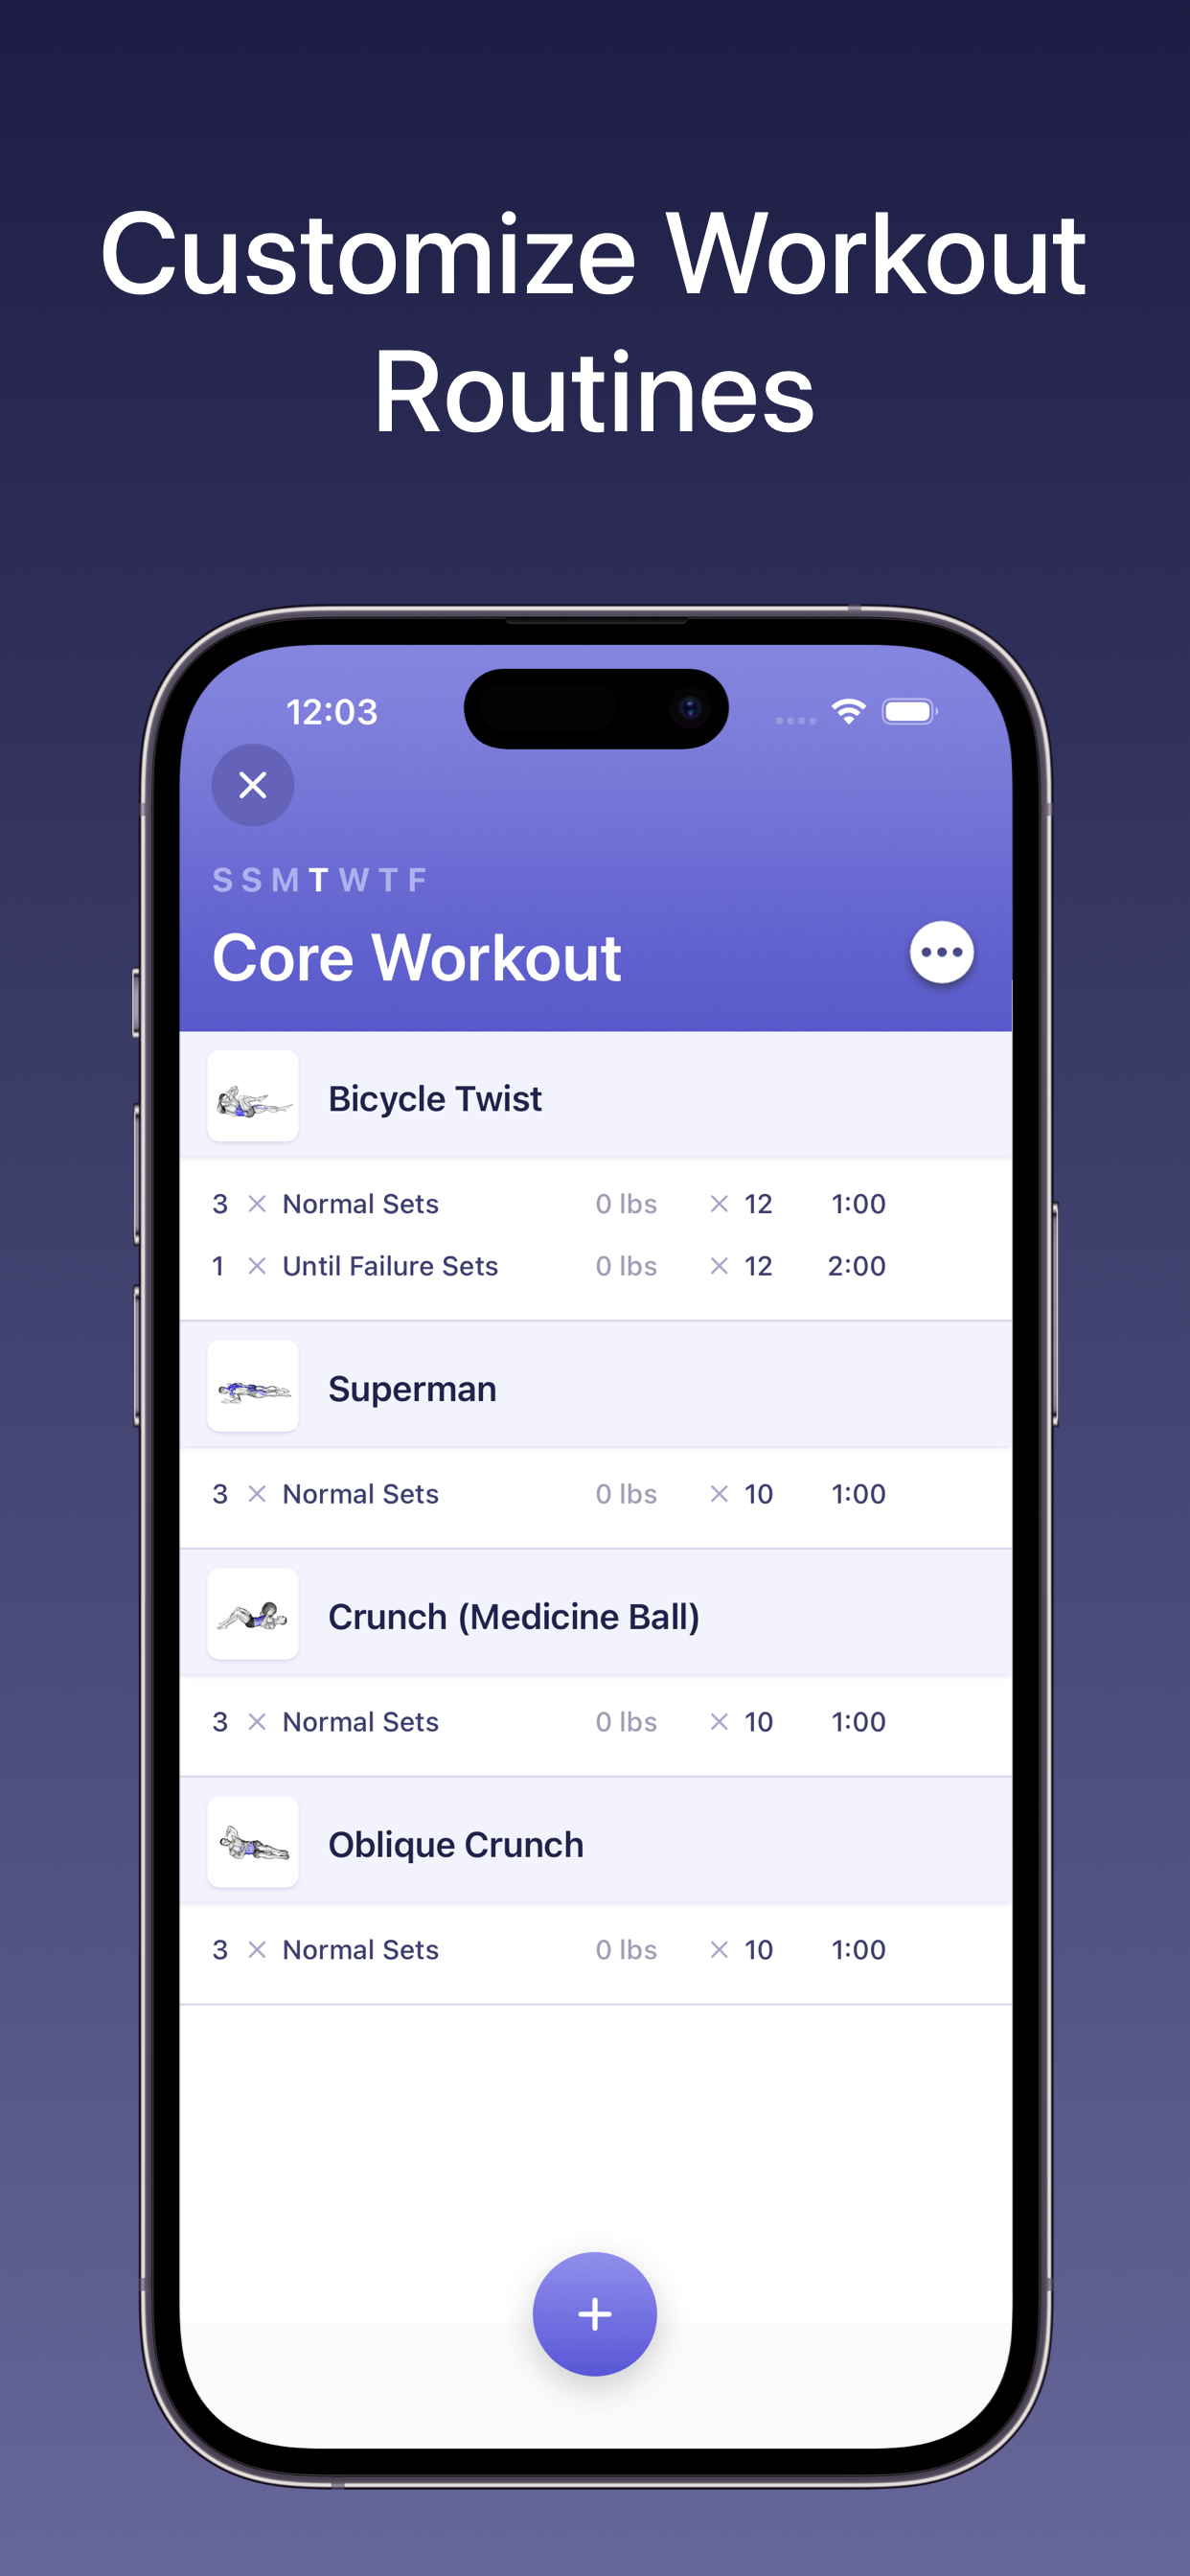 Customize Workout
Routines
12:03
S S M T W T F
Core Workout
Bicycle Twist
3 × Normal Sets 0 lbs × 12 1:00
1 × Until Failure Sets 0 lbs × 12 2:00
Superman
3 × Normal Sets 0 lbs × 10 1:00
Crunch (Medicine Ball)
3 × Normal Sets 0 lbs × 10 1:00
Oblique Crunch
3 × Normal Sets 0 lbs × 10 1:00